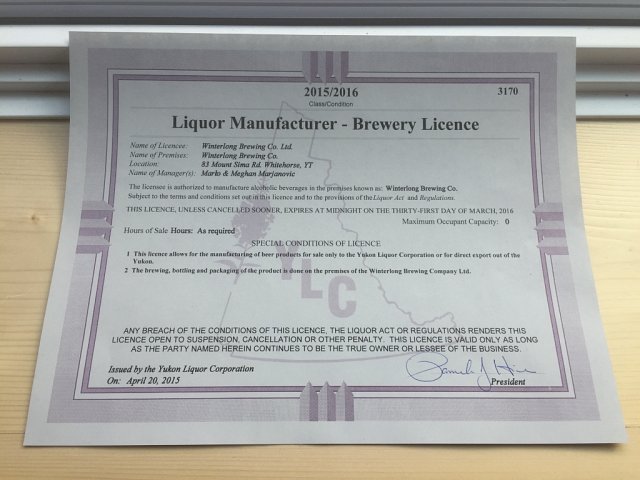 2015/2016
3170
Class/Condition
Liquor Manufacturer - Brewery Licence
Name of Licencee: Winterlong Brewing Co. Ltd.
Name of Premises: Winterlong Brewing Co.
Location: 83 Mount Sima Rd. Whitehorse, YT
Name of Manager(s): Marko & Meghan Marjanovic
The licensee is authorized to manufacture alcoholic beverages in the premises known as: Winterlong Brewing Co.
Subject to the terms and conditions set out in this licence and to the provisions of the Liquor Act and Regulations.
THIS LICENCE, UNLESS CANCELLED SOONER, EXPIRES AT MIDNIGHT ON THE THIRTY-FIRST DAY OF MARCH, 2016
Maximum Occupant Capacity: 0
Hours of Sale Hours: As required
SPECIAL CONDITIONS OF LICENCE
1 This licence allows for the manufacturing of beer products for sale only to the Yukon Liquor Corporation or for direct export out of the
Yukon.
2 The brewing, bottling and packaging of the product is done on the premises of the Winterlong Brewing Company Ltd.
YLC
ANY BREACH OF THE CONDITIONS OF THIS LICENCE, THE LIQUOR ACT OR REGULATIONS RENDERS THIS
LICENCE OPEN TO SUSPENSION, CANCELLATION OR OTHER PENALTY. THIS LICENCE IS VALID ONLY AS LONG
AS THE PARTY NAMED HEREIN CONTINUES TO BE THE TRUE OWNER OR LESSEE OF THE BUSINESS.
Issued by the Yukon Liquor Corporation
On: April 20, 2015
Pamela J
President